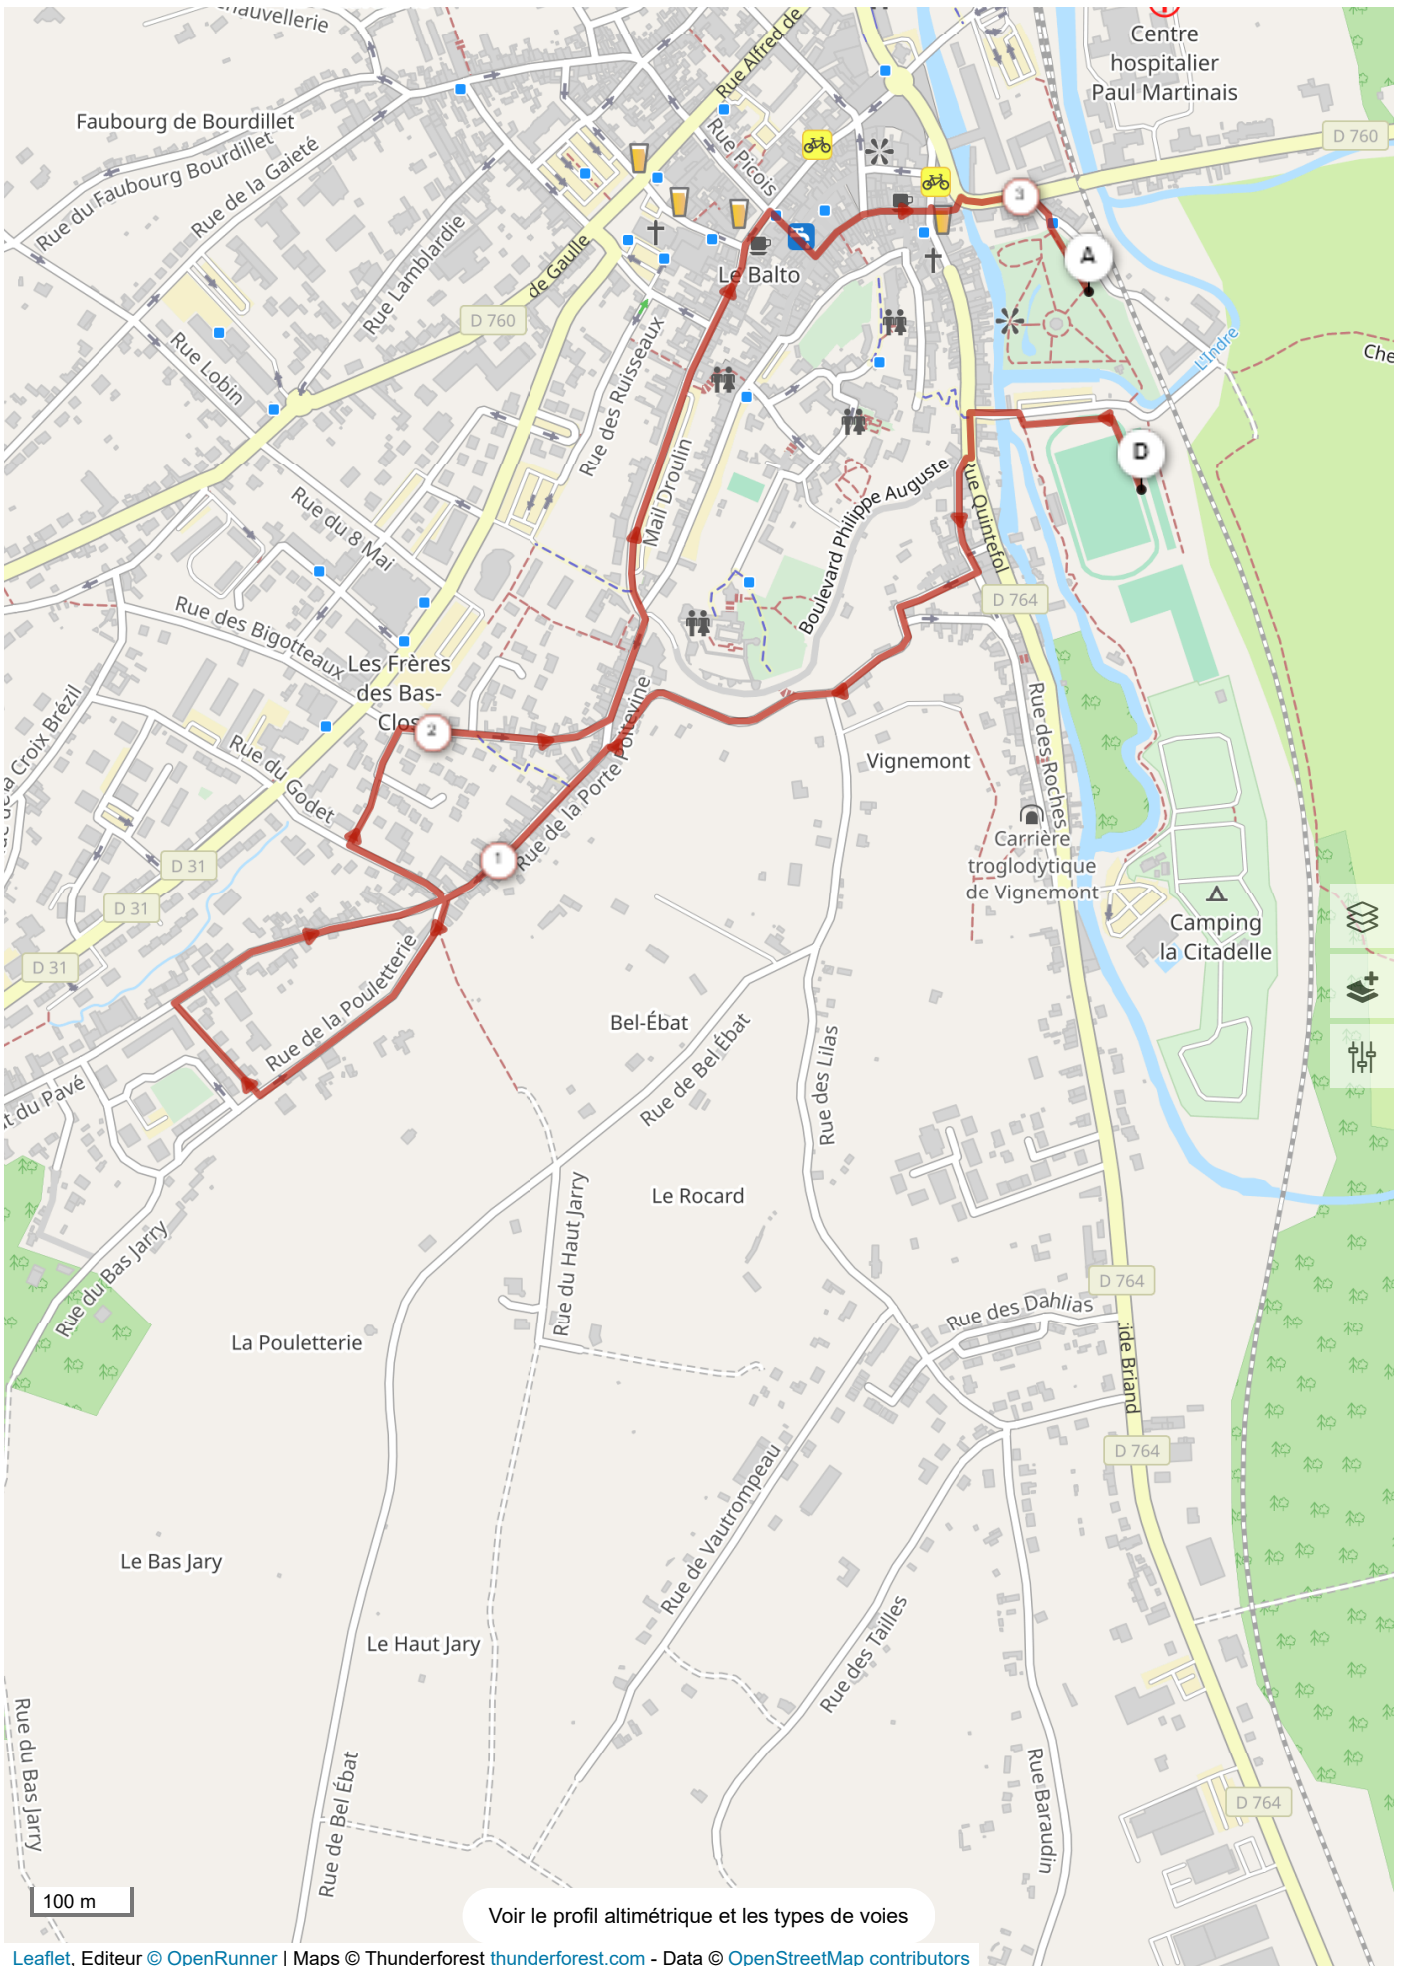 hauvellerie
Rue Alfred de
Centre
hospitalier
Paul Martinais
Faubourg de Bourdillet
D 760
Rue du Faubourg Bourdillet
Rue de la Gaieté
Rue Picois
3
A
Rue Lamblardie
de Gaulle
Le Balto
D 760
L'Indre
Che
Rue Lobin
Rue des Ruisseaux
Mail Droulin
D
Boulevard Philippe Auguste
Rue Quintefol
Rue du 8 Mai
D 764
Rue des Bigotteaux
Les Frères
des Bas-
Clos
2
la Croix Brézil
Rue de la Porte Poitevine
Rue des Roches
Rue du Godet
Vignemont
Carrière
troglodytique
de Vignemont
1
D 31
D 31
D 31
Camping
la Citadelle
Rue de la Pouletterie
Bel-Ébat
Rue de Bel Ébat
Rue des Lilas
t du Pavé
Le Rocard
Rue du Haut Jarry
Rue du Bas Jarry
D 764
Rue des Dahlias
La Pouletterie
ide Briand
D 764
Rue de Vautrompeau
Le Bas Jary
Rue des Tailles
Le Haut Jary
Rue du Bas Jarry
Rue de Bel Ébat
Rue Baraudin
D 764
100 m
Voir le profil altimétrique et les types de voies
Leaflet, Editeur © OpenRunner | Maps © Thunderforest thunderforest.com - Data © OpenStreetMap contributors